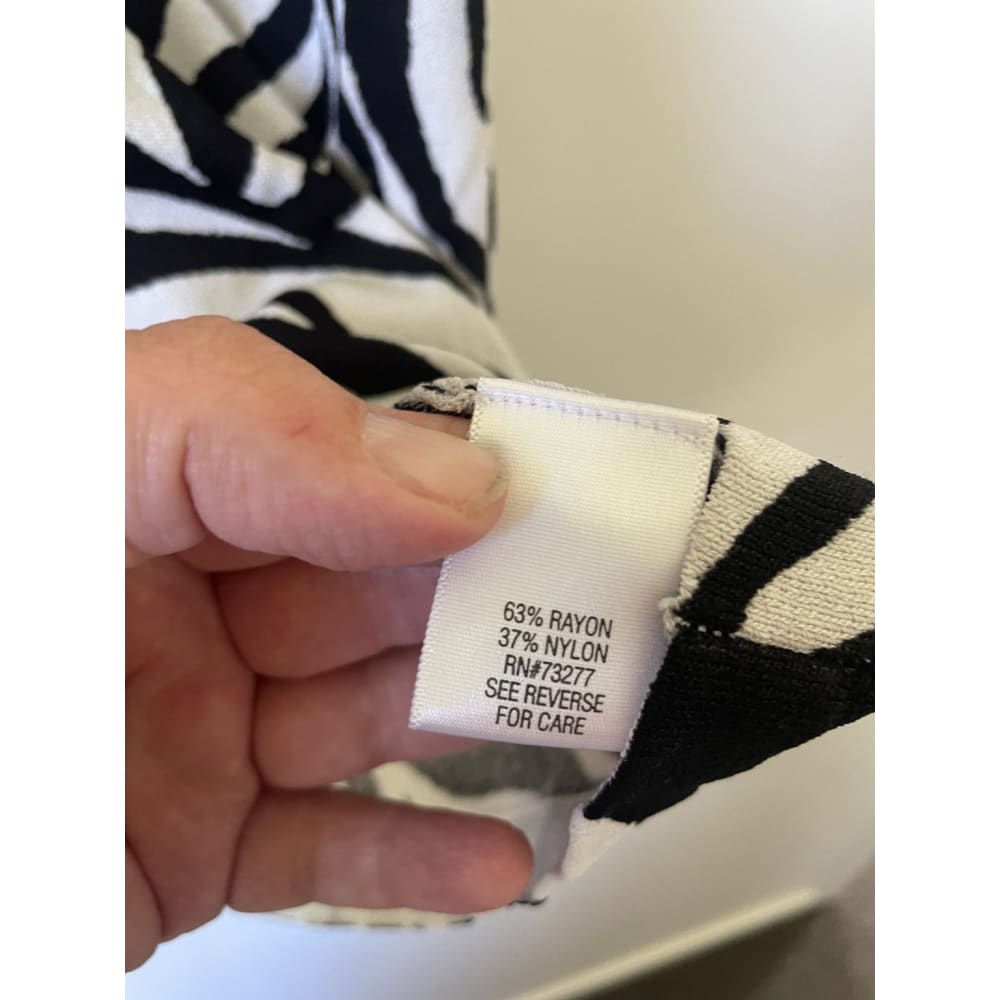 63% RAYON
37% NYLON
RN#73277
SEE REVERSE
FOR CARE